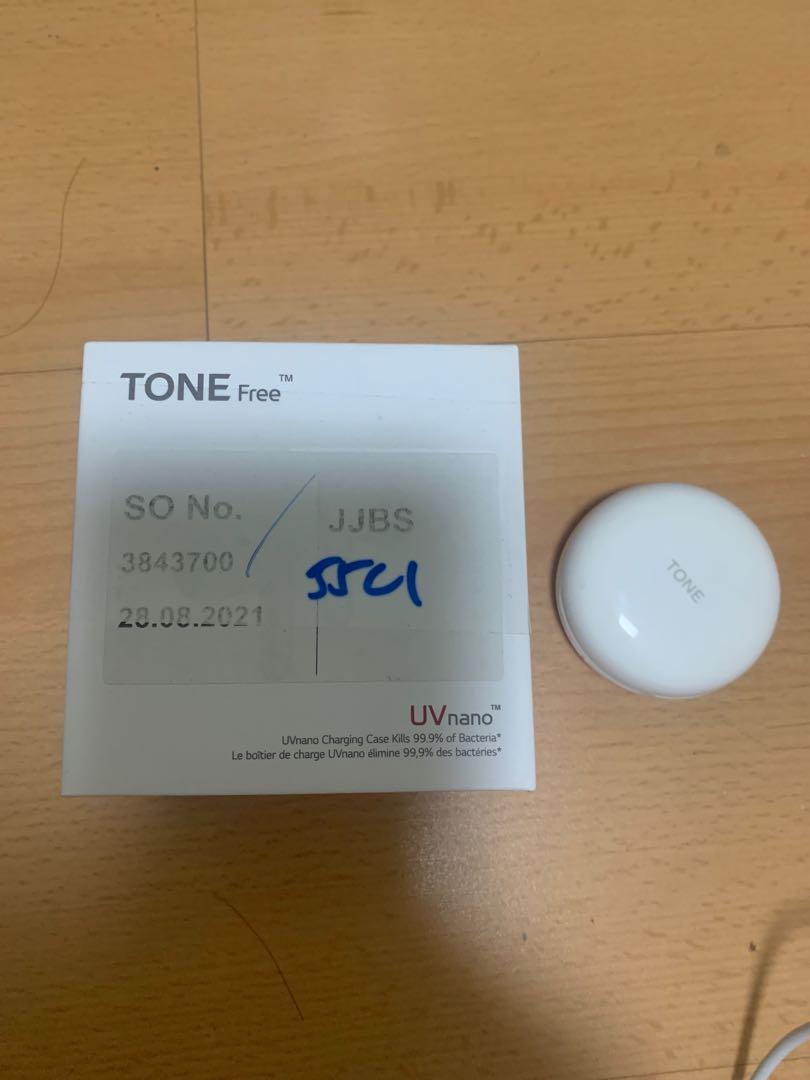 TONE Free™
SO No.
3843700
28.08.2021
JJBS
UVnano™
UVnano Charging Case Kills 99.9% of Bacteria*
Le boîtier de charge UVnano élimine 99,9% des bactéries*
TONE